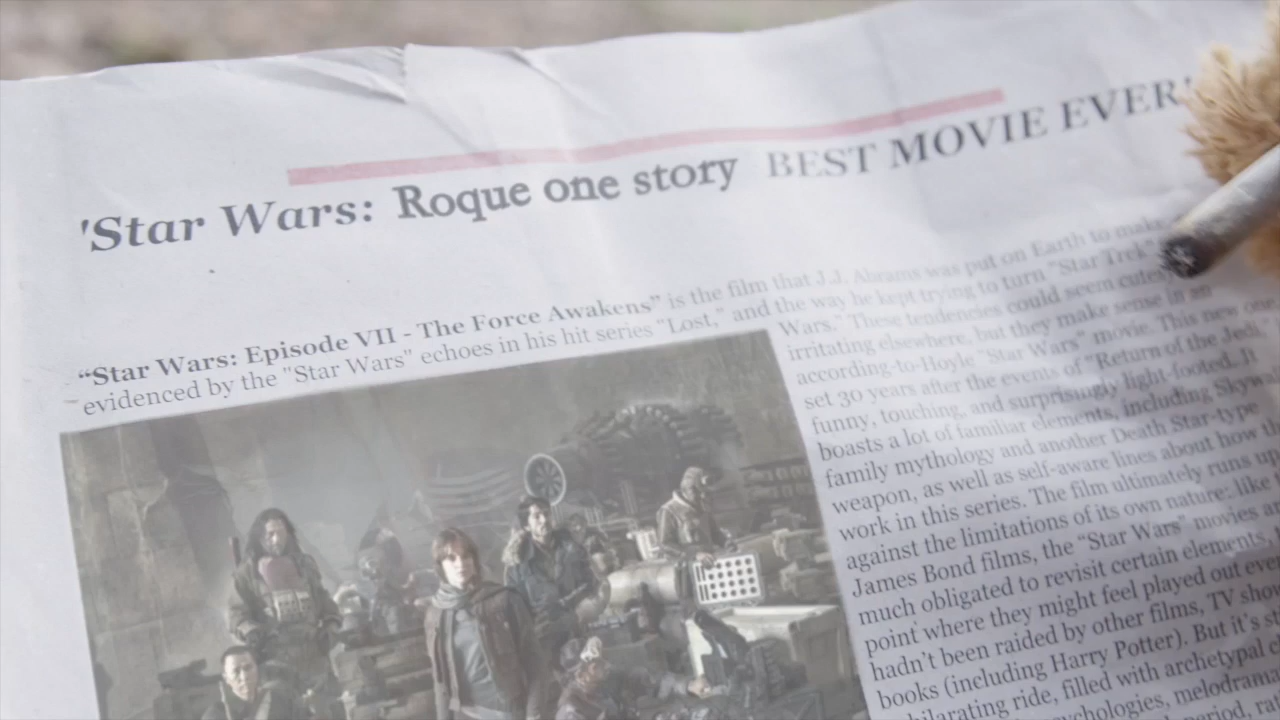 'Star Wars: Roque one story BEST MOVIE EVER'
“Star Wars: Episode VII - The Force Awakens” is the film that J.J. Abrams was put on Earth to make
evidenced by the "Star Wars" echoes in his hit series “Lost,” and the way he kept trying to turn “Star Trek”
Wars.” These tendencies could seem cutesy
irritating elsewhere, but they make sense in an
according-to-Hoyle “Star Wars” movie. This new one
set 30 years after the events of “Return of the Jedi,”
funny, touching, and surprisingly light-footed. It
boasts a lot of familiar elements, including
family mythology and another Death Star-type
weapon, as well as self-aware lines about how
work in this series. The film ultimately runs up
against the limitations of its own nature: like
James Bond films, the “Star Wars” movies
much obligated to revisit certain elements,
point where they might feel played out
hadn’t been raided by other films, TV
books (including Harry Potter). But it’s
ride, filled with archetypal